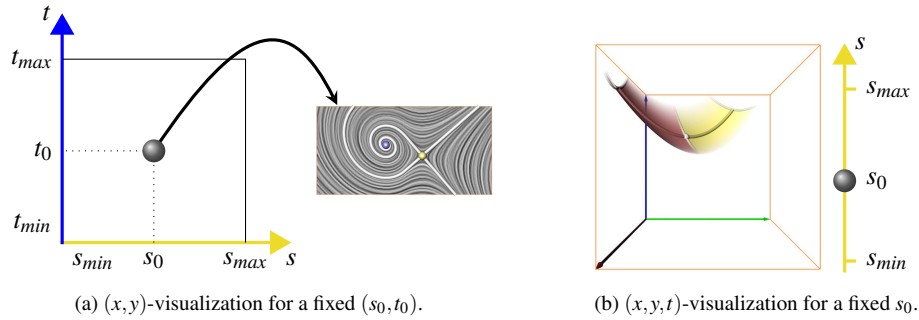 t
t_max
t_0
t_min
s_min
s_0
s_max
s
s
s_max
s_0
s_min
(a) (x,y)-visualization for a fixed (s_0,t_0).
(b) (x,y,t)-visualization for a fixed s_0.